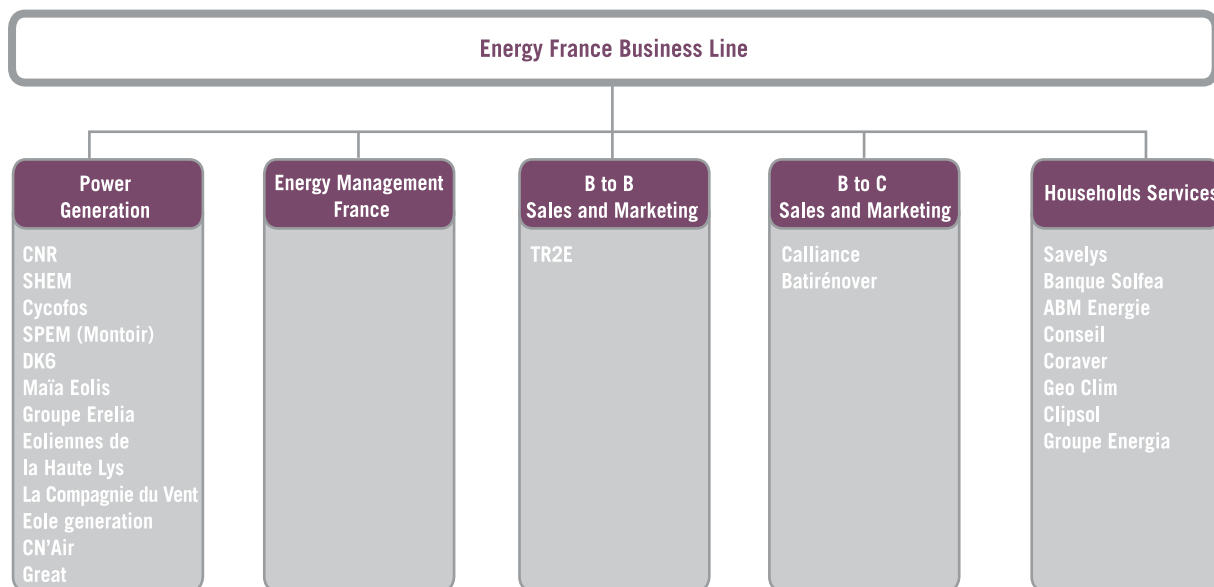 Energy France Business Line
Power
Generation
CNR
SHEM
Cycofos
SPEM (Montoir)
DK6
Maïa Eolis
Groupe Erelia
Eoliennes de
la Haute Lys
La Compagnie du Vent
Eole generation
CN'Air
Great
Energy Management
France
B to B
Sales and Marketing
TR2E
B to C
Sales and Marketing
Calliance
Batirénover
Households Services
Savelys
Banque Solfea
ABM Energie
Conseil
Coraver
Geo Clim
Clipsol
Groupe Energia